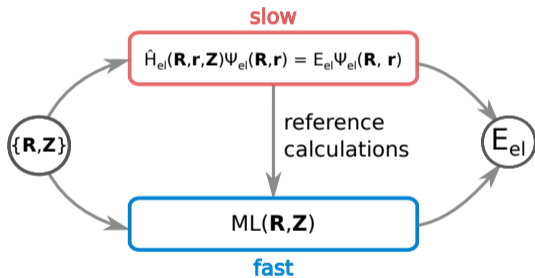 slow
Ĥel(R,r,Z)Ψel(R,r) = EelΨel(R, r)
{R,Z}
reference
calculations
Eel
ML(R,Z)
fast